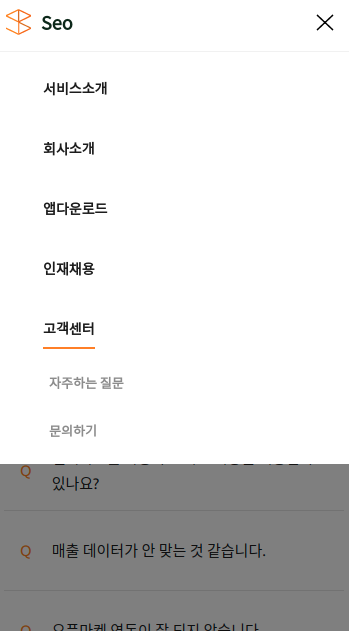 Seo
서비스소개
회사소개
앱다운로드
인재채용
고객센터
자주하는 질문
문의하기
Q
있나요?
Q 매출 데이터가 안 맞는 것 같습니다.
Q 오픈마켓 연동이 잘 되지 않습니다